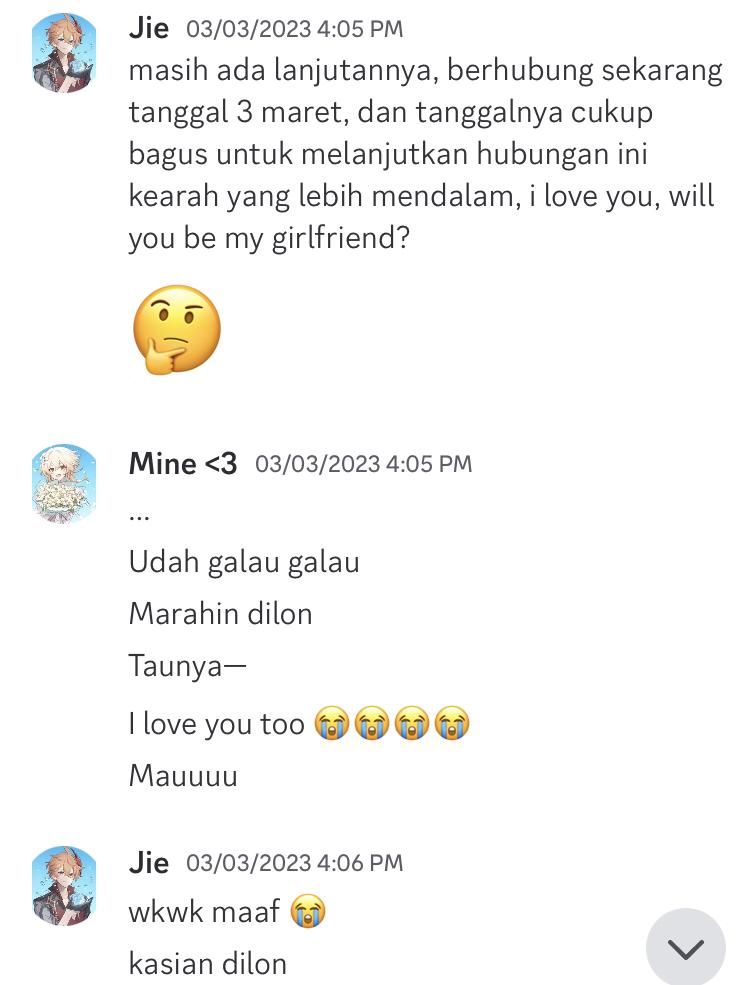 Jie 03/03/2023 4:05 PM
masih ada lanjutannya, berhubung sekarang
tanggal 3 maret, dan tanggalnya cukup
bagus untuk melanjutkan hubungan ini
kearah yang lebih mendalam, i love you, will
you be my girlfriend?
🤔
Mine <3 03/03/2023 4:05 PM
...
Udah galau galau
Marahin dilon
Taunya—
I love you too 😭😭😭😭
Mauuuu
Jie 03/03/2023 4:06 PM
wkwk maaf 😭
kasian dilon